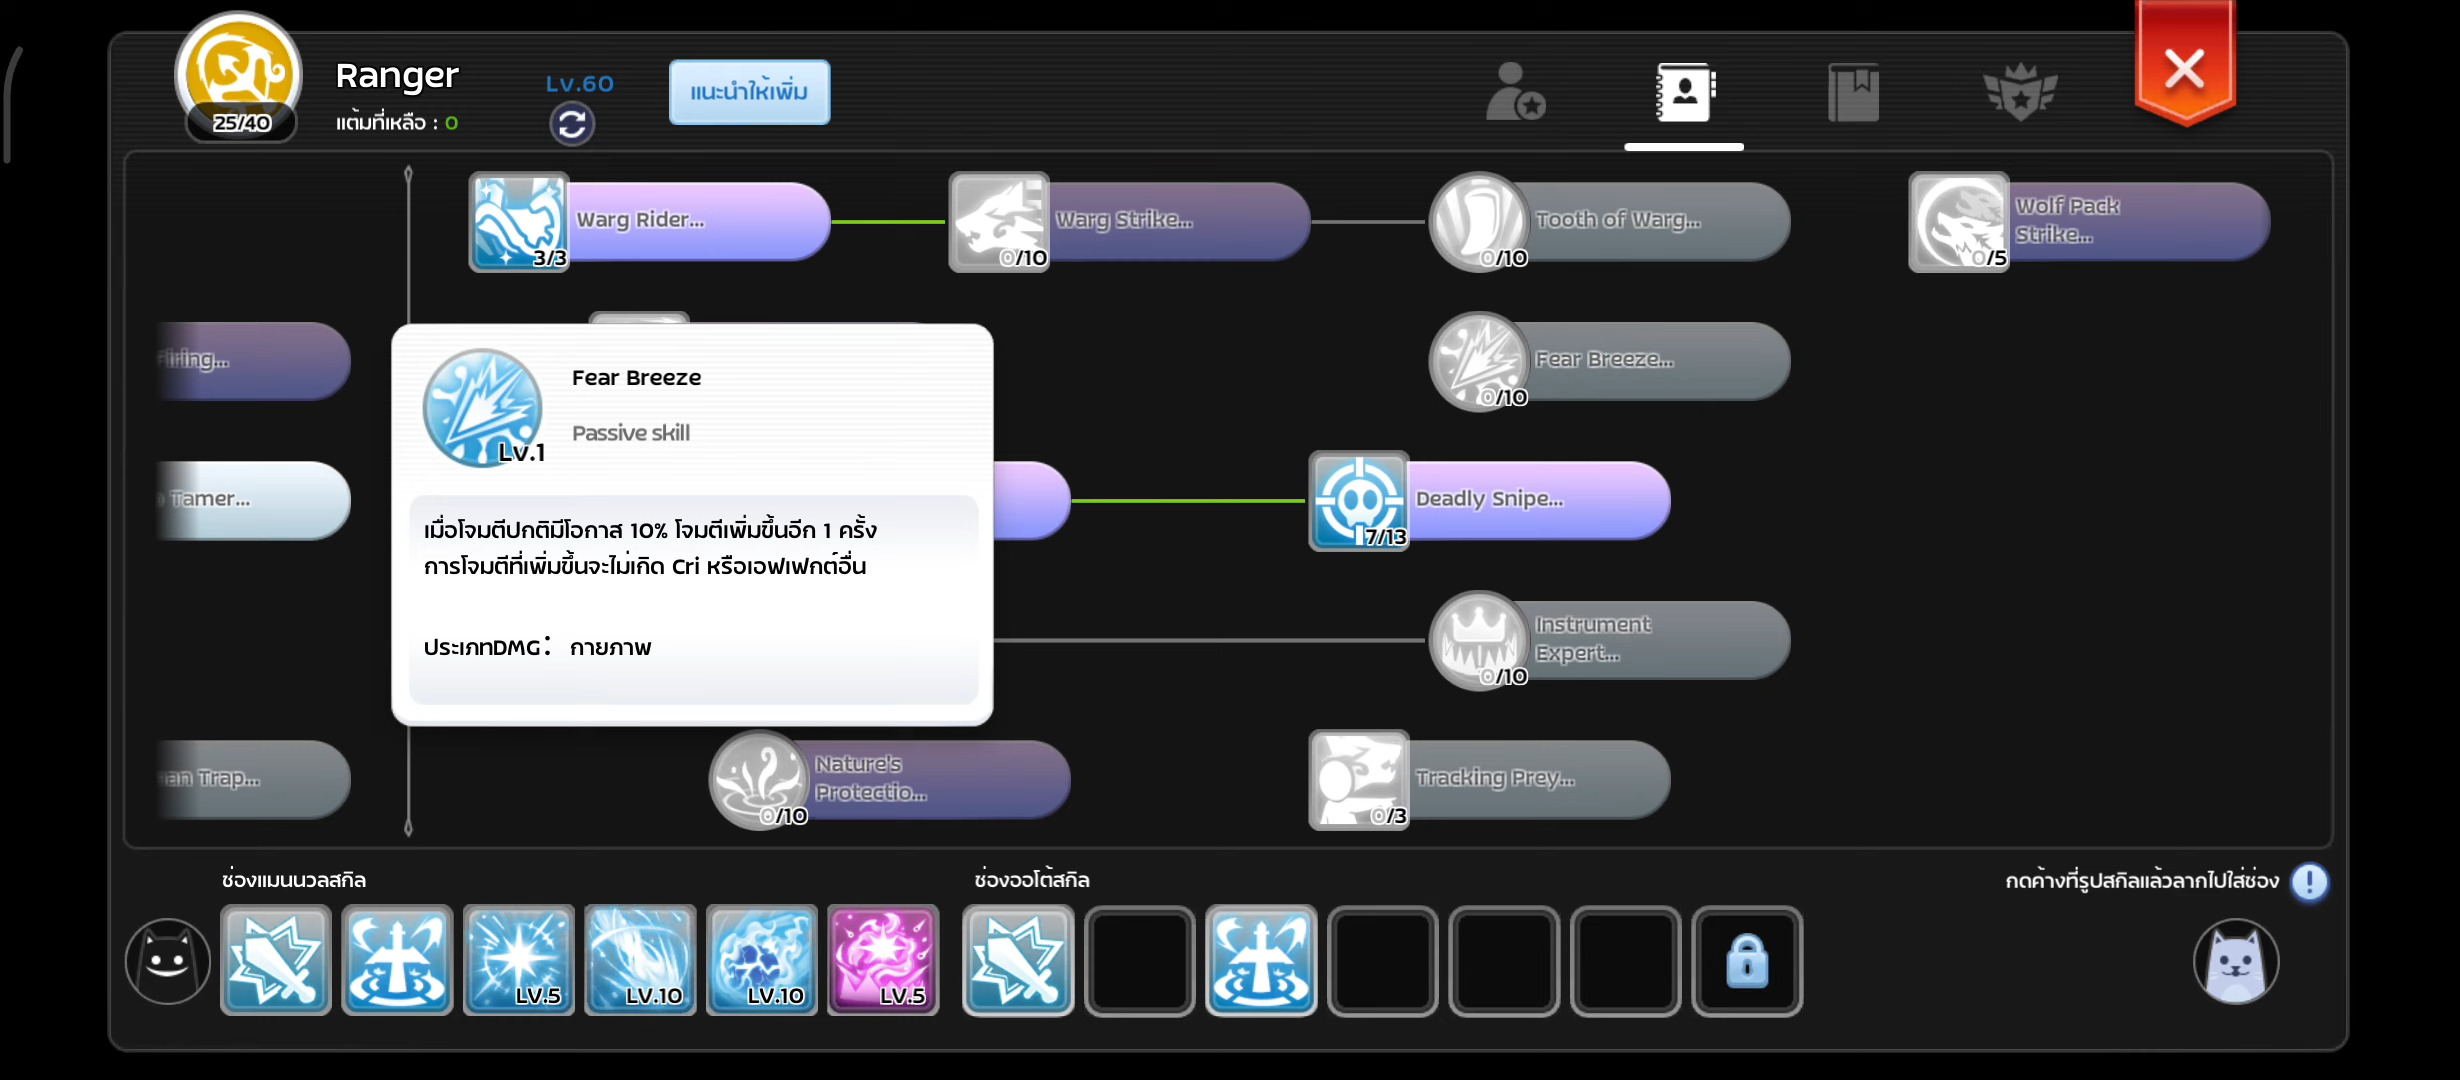 Ranger
Lv.60
แนะนำให้เพิ่ม
25/40
แต้มที่เหลือ : 0
Warg Rider...
3/3
Warg Strike...
0/10
Tooth of Warg...
0/10
Wolf Pack
Strike...
0/5
Firing...
Fear Breeze...
0/10
Fear Breeze
Passive skill
Lv.1
เมื่อโจมตีปกติมีโอกาส 10% โจมตีเพิ่มขึ้นอีก 1 ครั้ง
การโจมตีที่เพิ่มขึ้นจะไม่เกิด Cri หรือเอฟเฟกต์อื่น
ประเภทDMG： กายภาพ
Tamer...
Deadly Snipe...
7/13
Instrument
Expert...
0/10
Trap...
Nature's
Protectio...
0/10
Tracking Prey...
0/3
ช่องแมนนวลสกิล
ช่องออโต้สกิล
กดค้างที่รูปสกิลแล้วลากไปใส่ช่อง
LV.5
LV.10
LV.10
LV.5